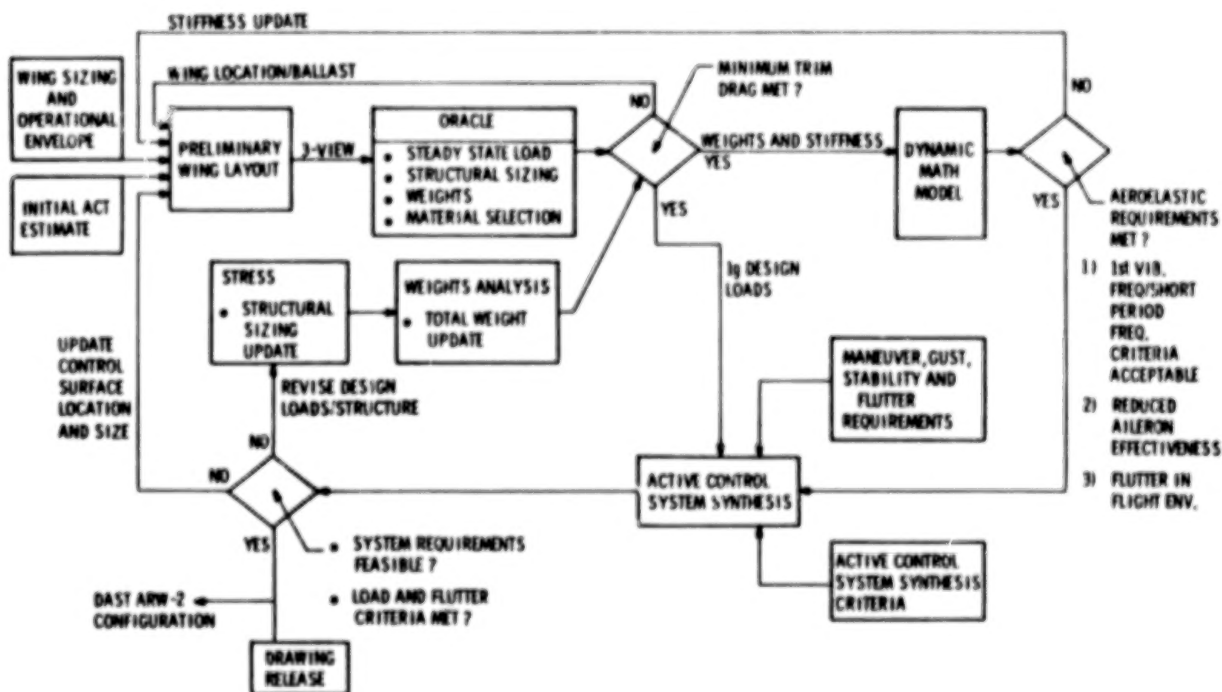 STIFFNESS UPDATE
WING SIZING
AND
OPERATIONAL
ENVELOPE
WING LOCATION/BALLAST
NO
MINIMUM TRIM
DRAG MET ?
NO
PRELIMINARY
WING LAYOUT
3-VIEW
ORACLE
• STEADY STATE LOAD
• STRUCTURAL SIZING
• WEIGHTS
• MATERIAL SELECTION
WEIGHTS AND STIFFNESS
YES
DYNAMIC
MATH
MODEL
INITIAL ACT
ESTIMATE
YES
YES
AEROELASTIC
REQUIREMENTS
MET ?
1) 1st VIB.
FREQ/SHORT
PERIOD
FREQ.
CRITERIA
ACCEPTABLE
2) REDUCED
AILERON
EFFECTIVENESS
3) FLUTTER IN
FLIGHT ENV.
1g DESIGN
LOADS
STRESS
• STRUCTURAL
SIZING
UPDATE
WEIGHTS ANALYSIS
• TOTAL WEIGHT
UPDATE
UPDATE
CONTROL
SURFACE
LOCATION
AND SIZE
REVISE DESIGN
LOADS/STRUCTURE
MANEUVER, GUST,
STABILITY AND
FLUTTER
REQUIREMENTS
NO
NO
ACTIVE CONTROL
SYSTEM SYNTHESIS
YES
• SYSTEM REQUIREMENTS
FEASIBLE ?
• LOAD AND FLUTTER
CRITERIA MET ?
ACTIVE CONTROL
SYSTEM SYNTHESIS
CRITERIA
DAST ARW-2
CONFIGURATION
DRAWING
RELEASE